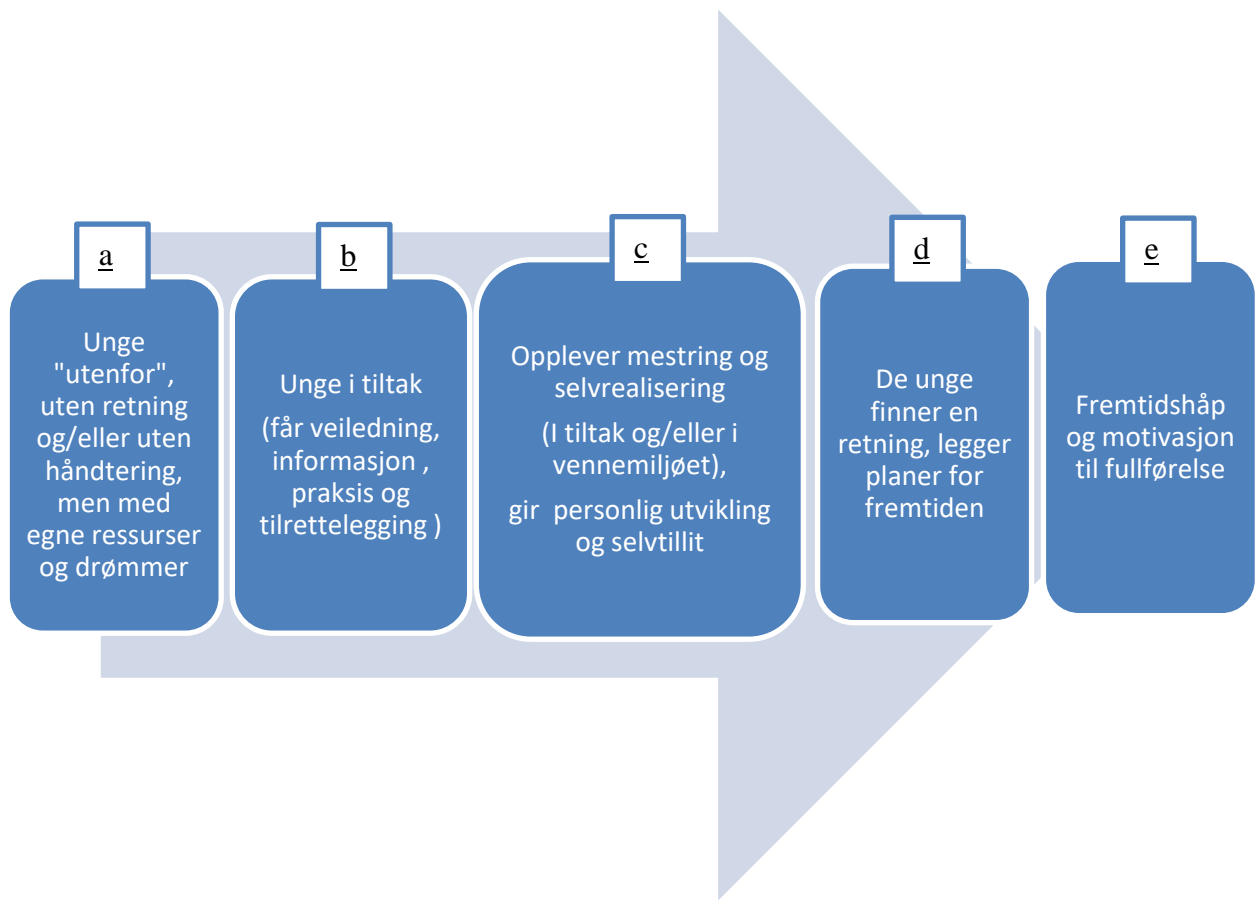 a
Unge
"utenfor",
uten retning
og/eller uten
håndtering,
men med
egne ressurser
og drømmer
b
Unge i tiltak
(får veiledning,
informasjon ,
praksis og
tilrettelegging )
c
Opplever mestring og
selvrealisering
(I tiltak og/eller i
vennemiljøet),
gir  personlig utvikling
og selvtillit
d
De unge
finner en
retning, legger
planer for
fremtiden
e
Fremtidshåp
og motivasjon
til fullførelse